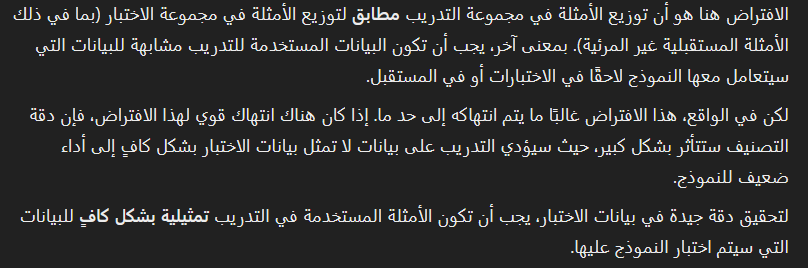 الافتراض هنا هو أن توزيع الأمثلة في مجموعة التدريب مطابق لتوزيع الأمثلة في مجموعة الاختبار (بما في ذلك
الأمثلة المستقبلية غير المرئية). بمعنى آخر، يجب أن تكون البيانات المستخدمة للتدريب مشابهة للبيانات التي
سيتعامل معها النموذج لاحقًا في الاختبارات أو في المستقبل.
لكن في الواقع، هذا الافتراض غالبًا ما يتم انتهاكه إلى حد ما. إذا كان هناك انتهاك قوي لهذا الافتراض، فإن دقة
التصنيف ستتأثر بشكل كبير، حيث سيؤدي التدريب على بيانات لا تمثل بيانات الاختبار بشكل كافٍ إلى أداء
ضعيف للنموذج.
لتحقيق دقة جيدة في بيانات الاختبار، يجب أن تكون الأمثلة المستخدمة في التدريب تمثيلية بشكل كافٍ للبيانات
التي سيتم اختبار النموذج عليها.